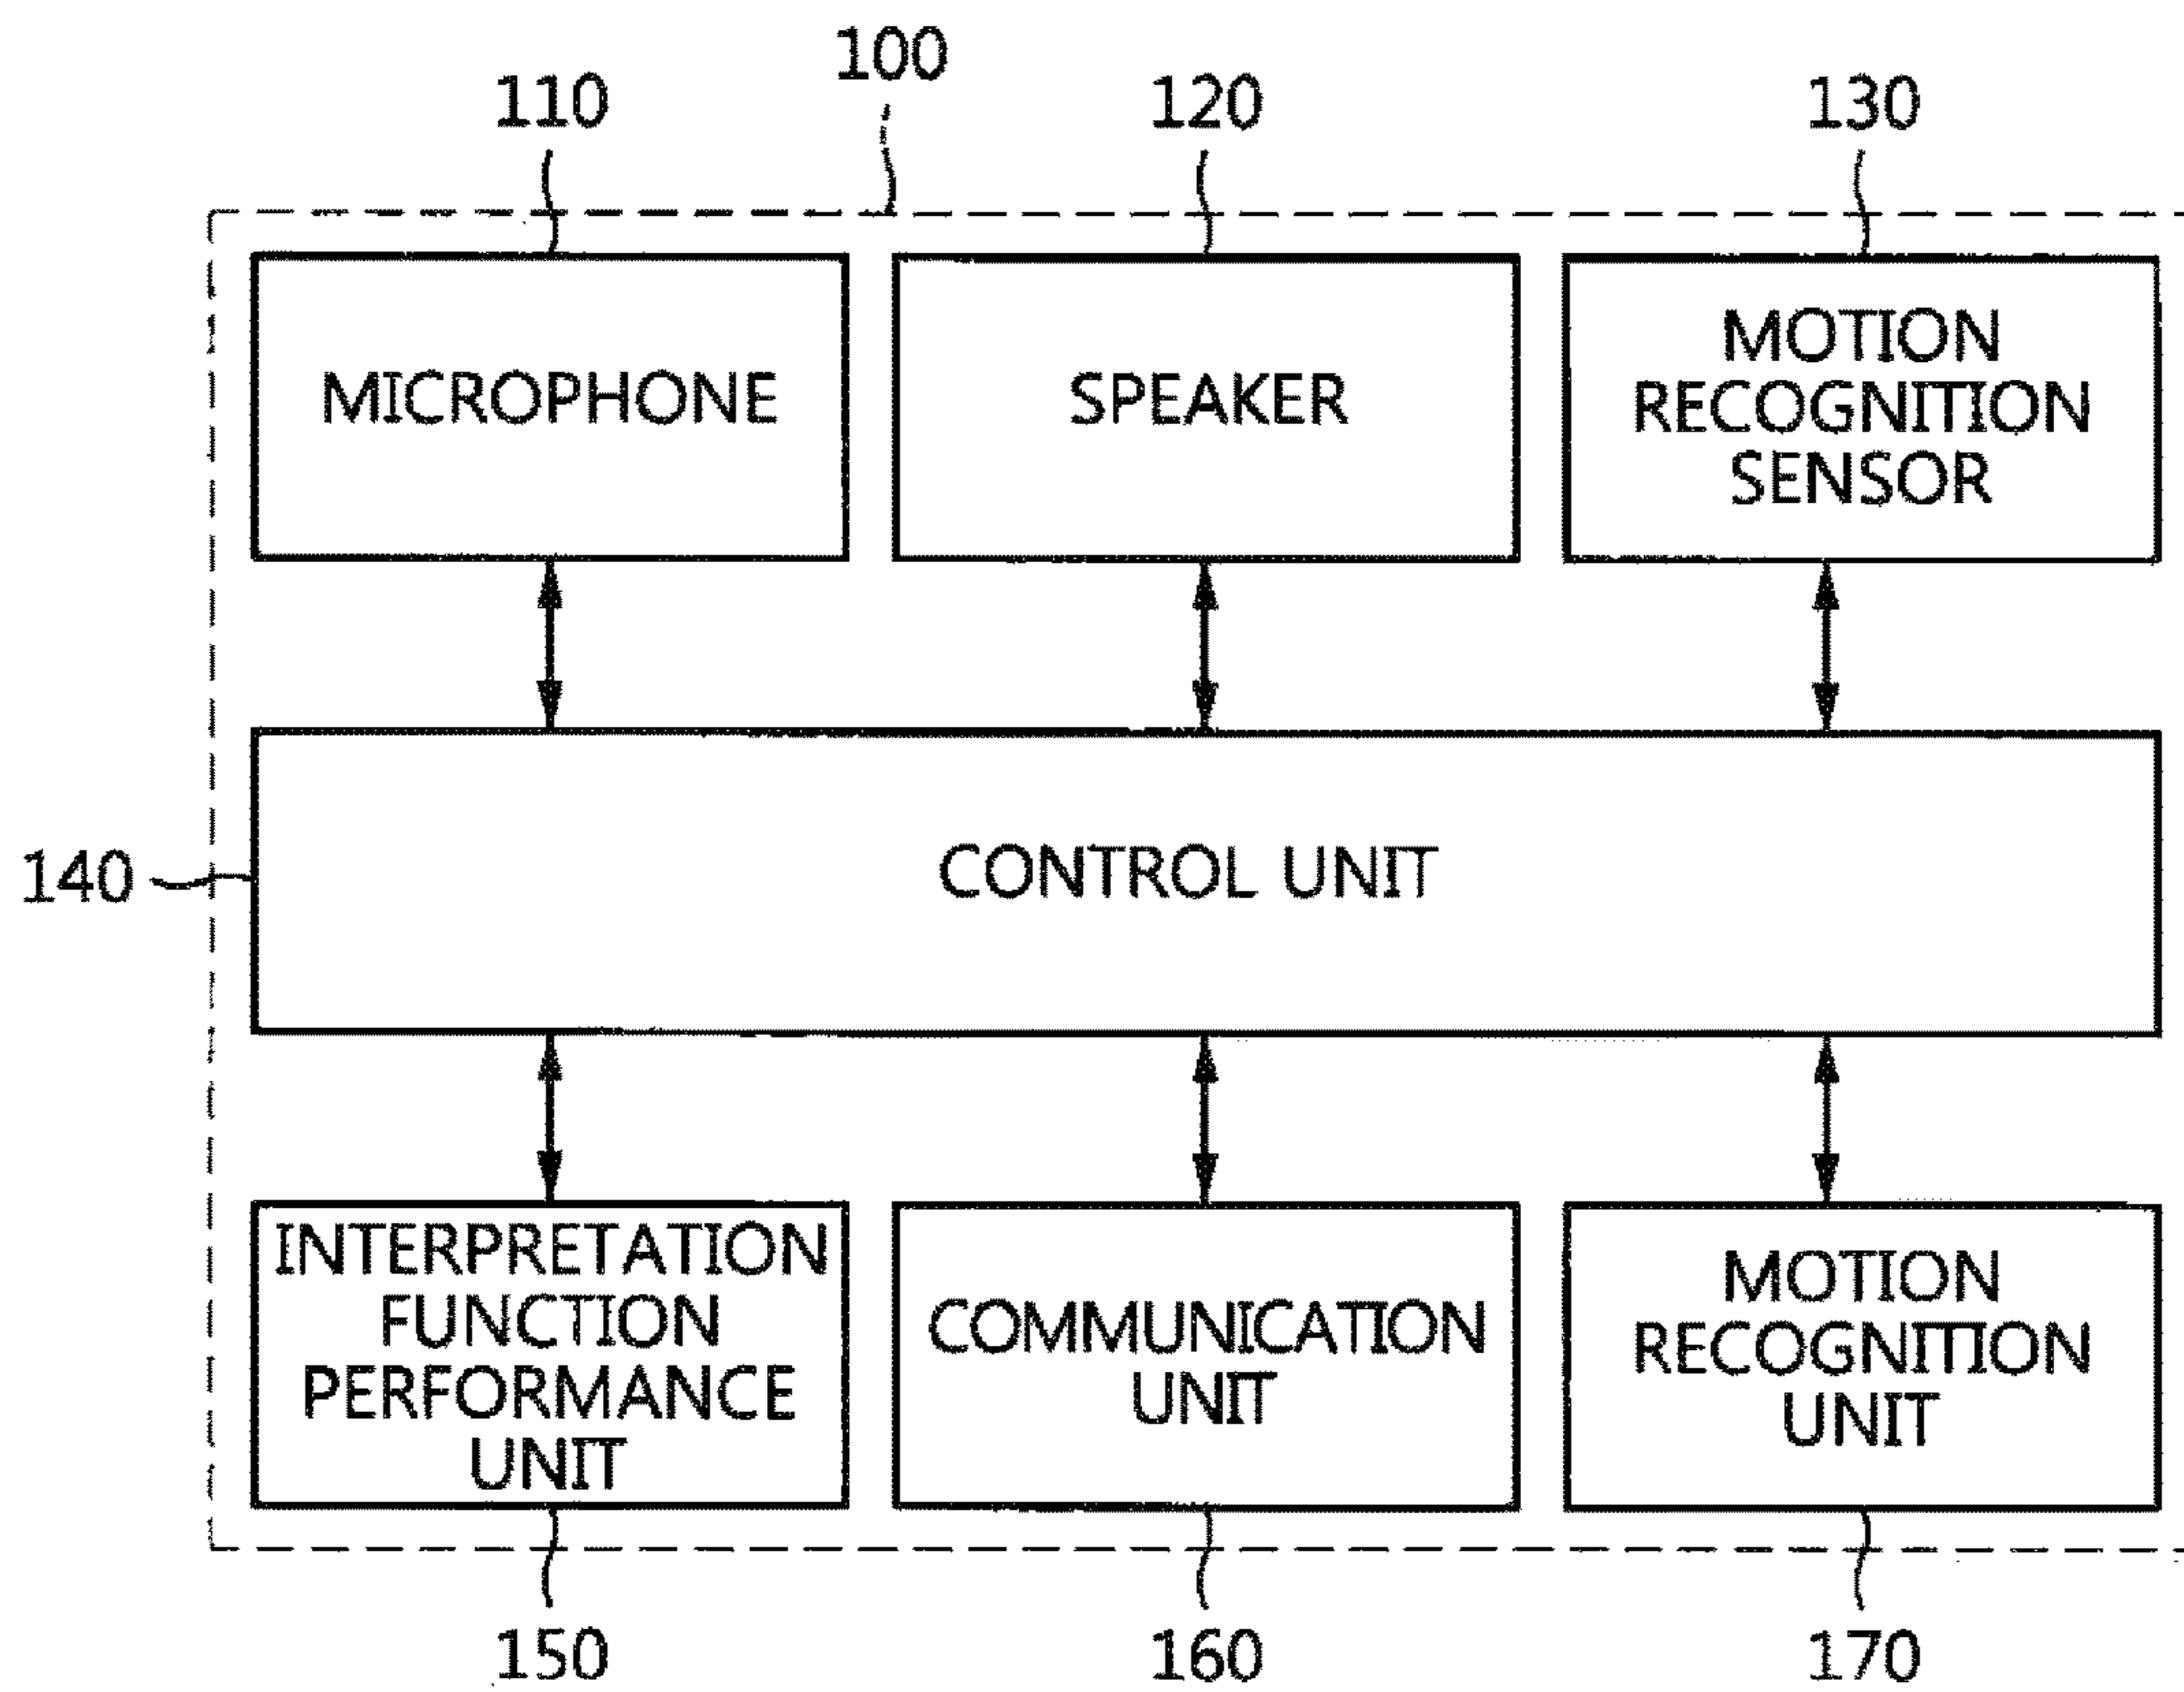 100
110
120
130
MICROPHONE
SPEAKER
MOTION
RECOGNITION
SENSOR
140
CONTROL UNIT
INTERPRETATION
FUNCTION
PERFORMANCE
UNIT
COMMUNICATION
UNIT
MOTION
RECOGNITION
UNIT
150
160
170